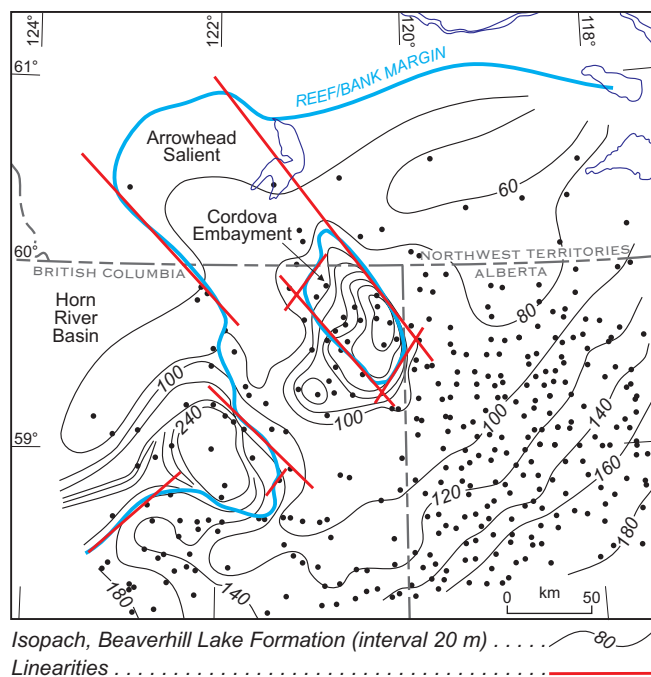 124°
122°
120°
118°
61°
REEF/BANK MARGIN
Arrowhead
Salient
60
Cordova
Embayment
60°
NORTHWEST TERRITORIES
BRITISH COLUMBIA
ALBERTA
Horn
River
Basin
80
100
240
100
100
140
59°
160
120
180
140
180
0 km 50
Isopach, Beaverhill Lake Formation (interval 20 m) . . . . . 80
Linearities . . . . . . . . . . . . . . . . . . . . . . . . . . . . . . . . . . . . . . .